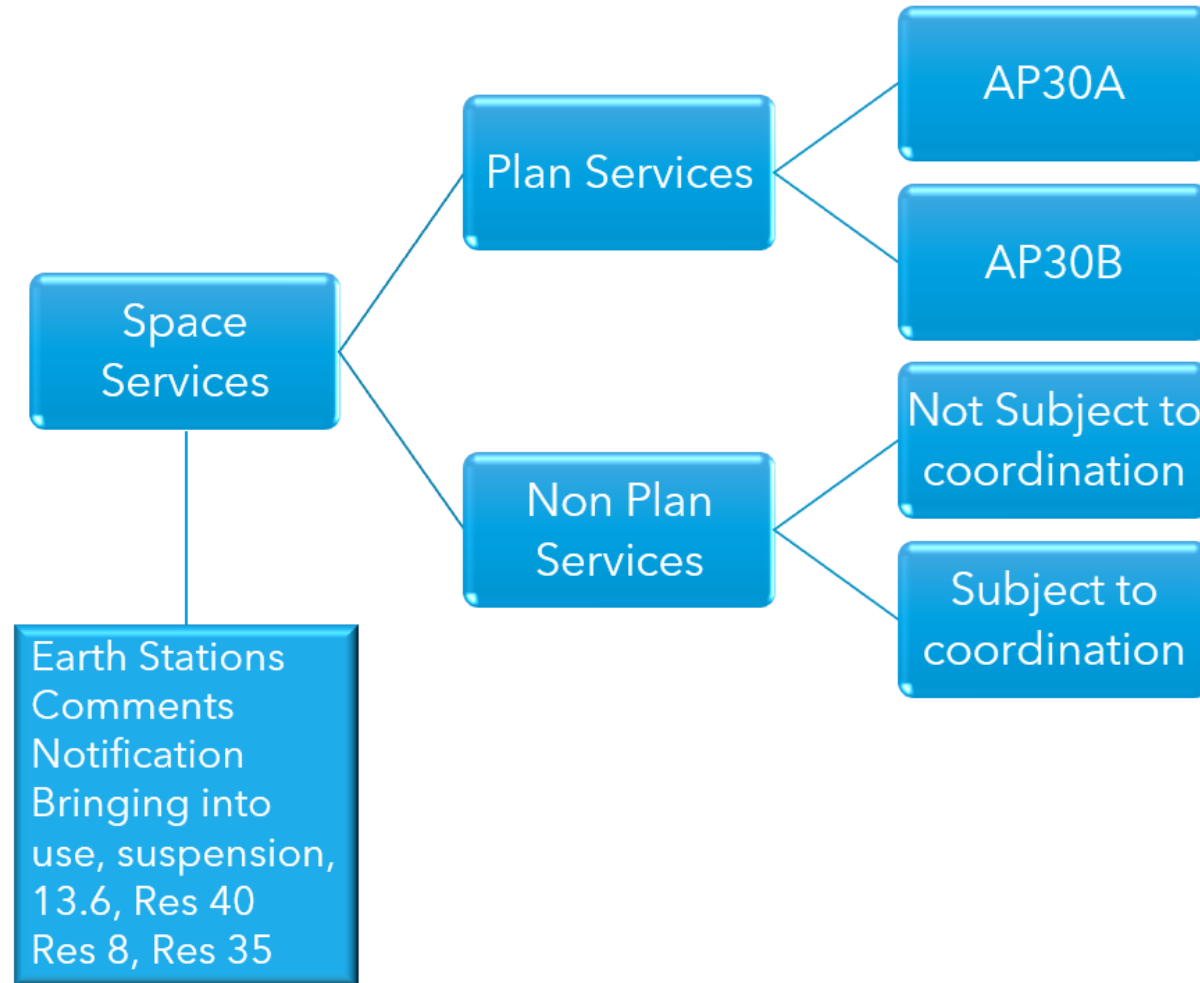 AP30A
Plan Services
AP30B
Space
Services
Not Subject to
coordination
Non Plan
Services
Subject to
coordination
Earth Stations
Comments
Notification
Bringing into
use, suspension,
13.6, Res 40
Res 8, Res 35